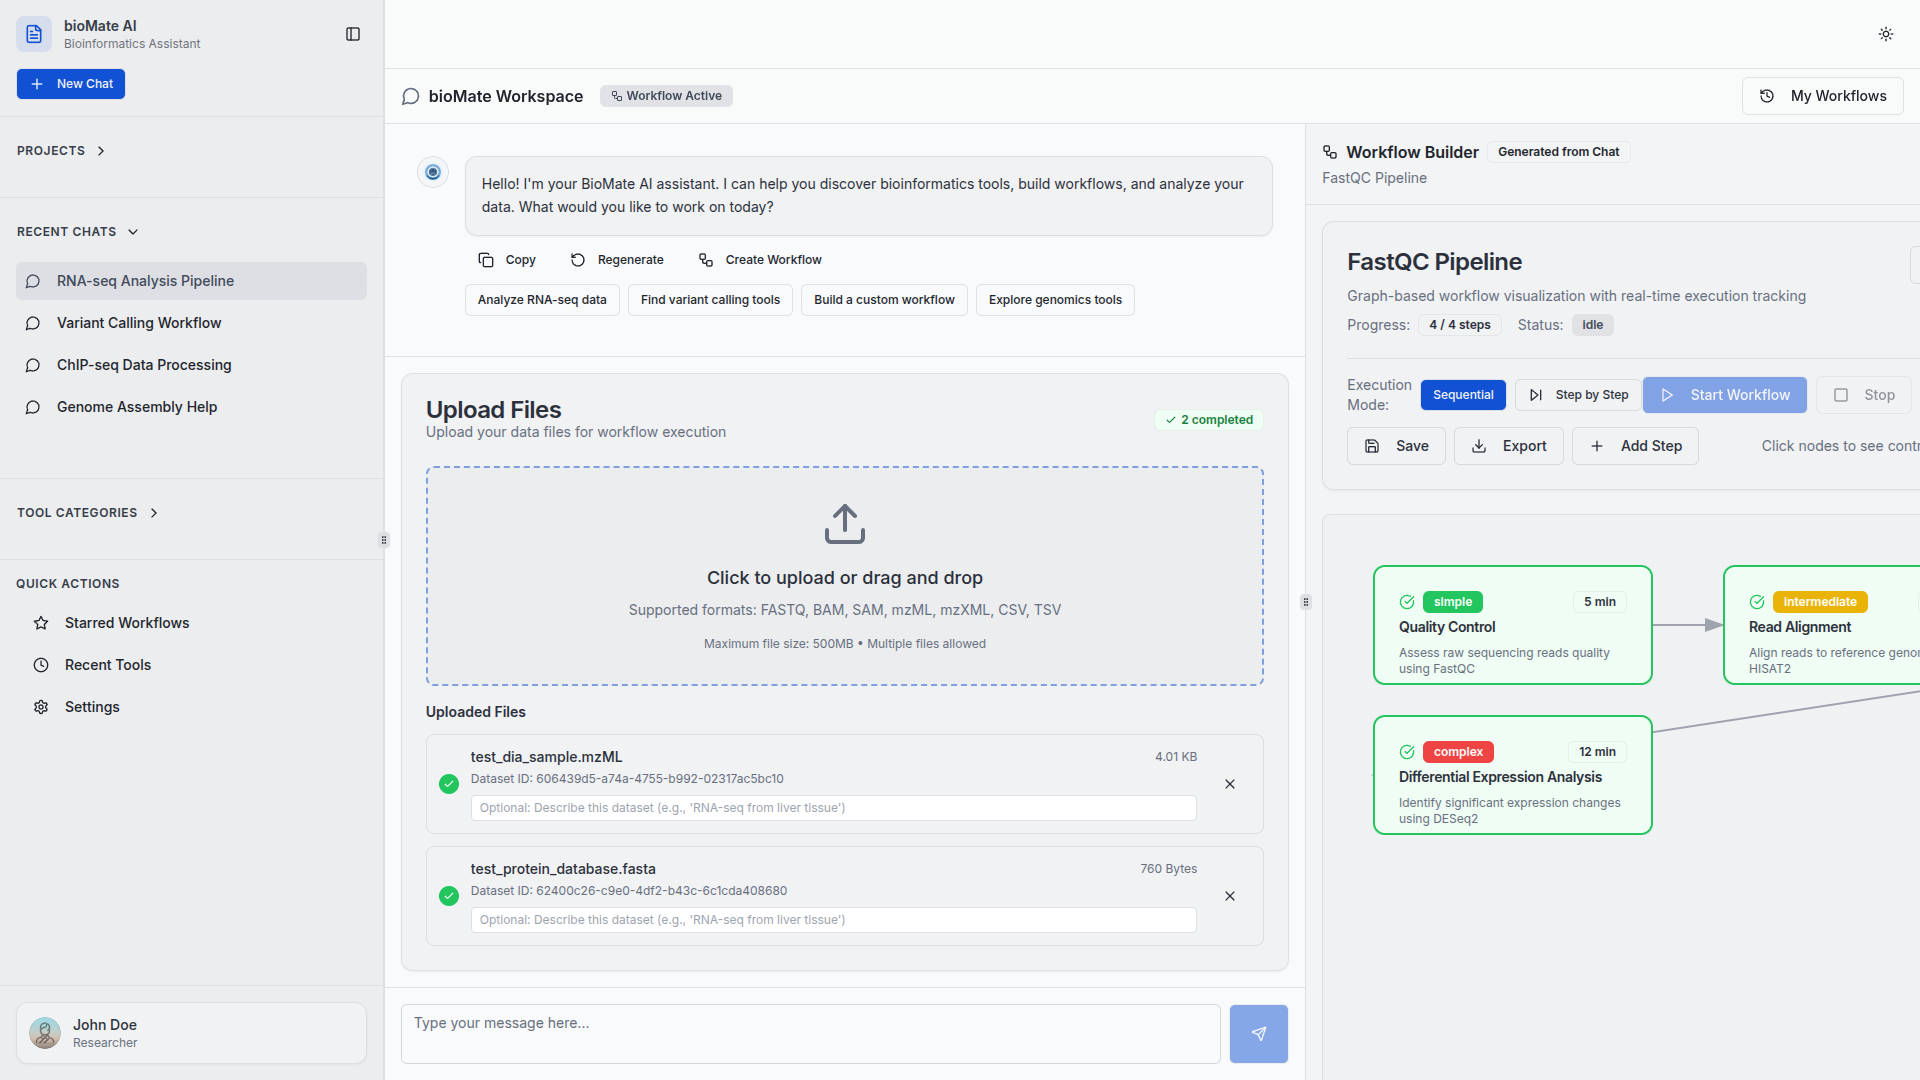 bioMate AI
Bioinformatics Assistant
New Chat
PROJECTS
RECENT CHATS
RNA-seq Analysis Pipeline
Variant Calling Workflow
ChIP-seq Data Processing
Genome Assembly Help
TOOL CATEGORIES
QUICK ACTIONS
Starred Workflows
Recent Tools
Settings
John Doe
Researcher
bioMate Workspace
Workflow Active
My Workflows
Hello! I'm your BioMate AI assistant. I can help you discover bioinformatics tools, build workflows, and analyze your
data. What would you like to work on today?
Copy Regenerate Create Workflow
Analyze RNA-seq data Find variant calling tools Build a custom workflow Explore genomics tools
Upload Files
Upload your data files for workflow execution
2 completed
Click to upload or drag and drop
Supported formats: FASTQ, BAM, SAM, mzML, mzXML, CSV, TSV
Maximum file size: 500MB • Multiple files allowed
Uploaded Files
test_dia_sample.mzML 4.01 KB
Dataset ID: 606439d5-a74a-4755-b992-02317ac5bc10
Optional: Describe this dataset (e.g., 'RNA-seq from liver tissue')
test_protein_database.fasta 760 Bytes
Dataset ID: 62400c26-c9e0-4df2-b43c-6c1cda408680
Optional: Describe this dataset (e.g., 'RNA-seq from liver tissue')
Type your message here...
Workflow Builder Generated from Chat
FastQC Pipeline
FastQC Pipeline
Graph-based workflow visualization with real-time execution tracking
Progress: 4 / 4 steps Status: idle
Execution
Mode:
Sequential Step by Step Start Workflow Stop
Save Export Add Step Click nodes to see
simple 5 min
Quality Control
Assess raw sequencing reads quality
using FastQC
intermediate
Read Alignment
Align reads to reference
HISAT2
complex 12 min
Differential Expression Analysis
Identify significant expression changes
using DESeq2